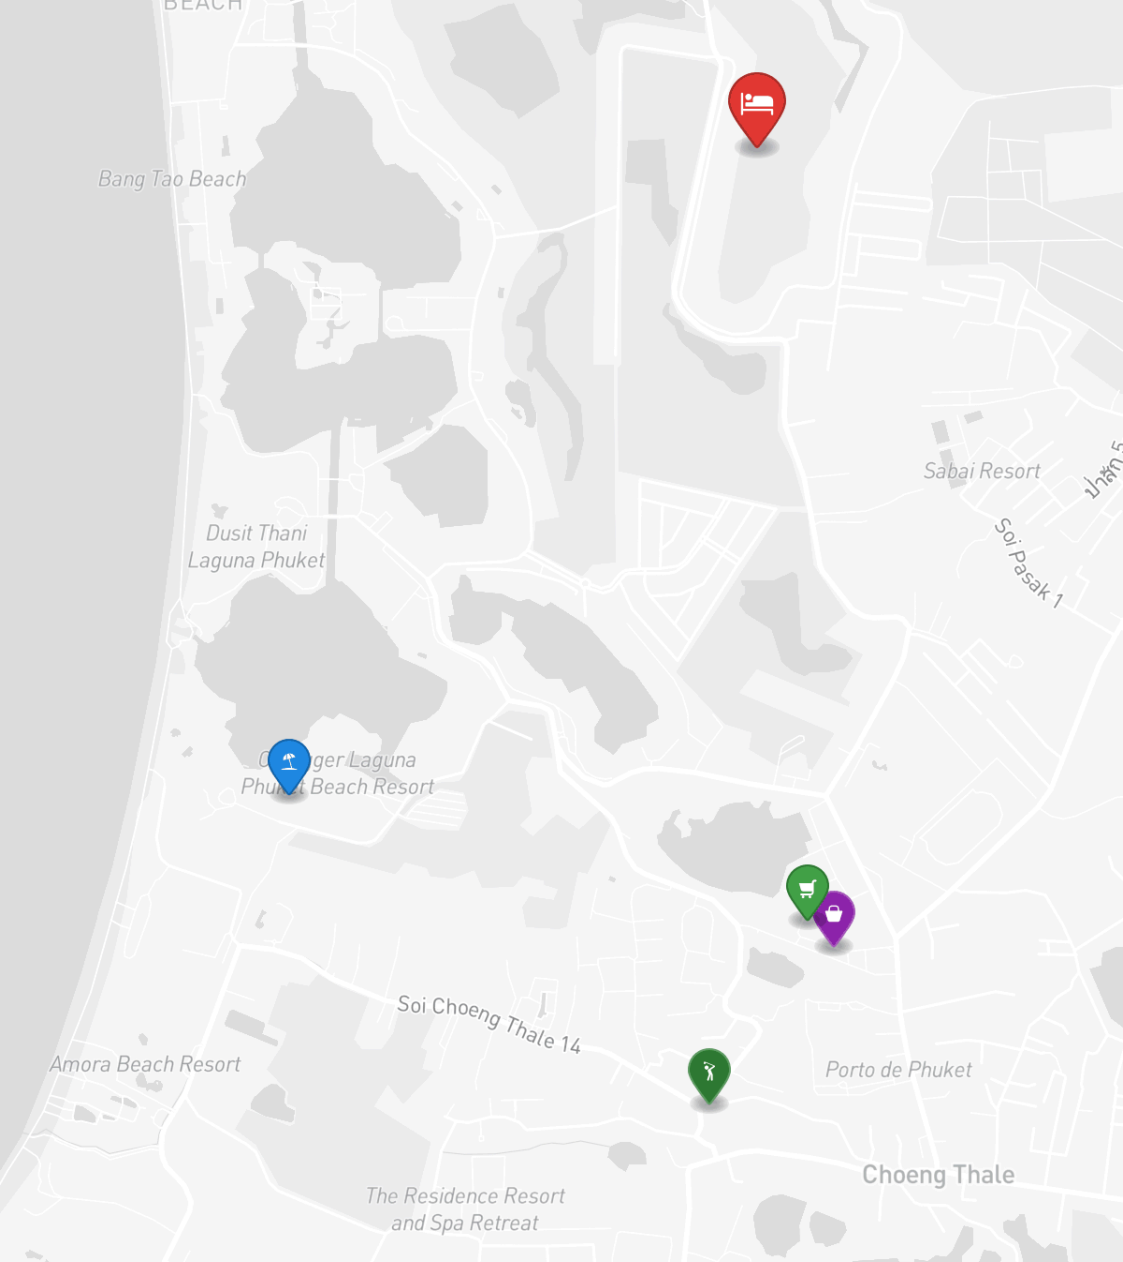 BEACH
Bang Tao Beach
Sabai Resort
ป่าสัก 5
Dusit Thani
Laguna Phuket
Soi Pasak 1
Laguna
Phuket Beach Resort
Soi Choeng Thale 14
Amora Beach Resort
Porto de Phuket
Choeng Thale
The Residence Resort
and Spa Retreat